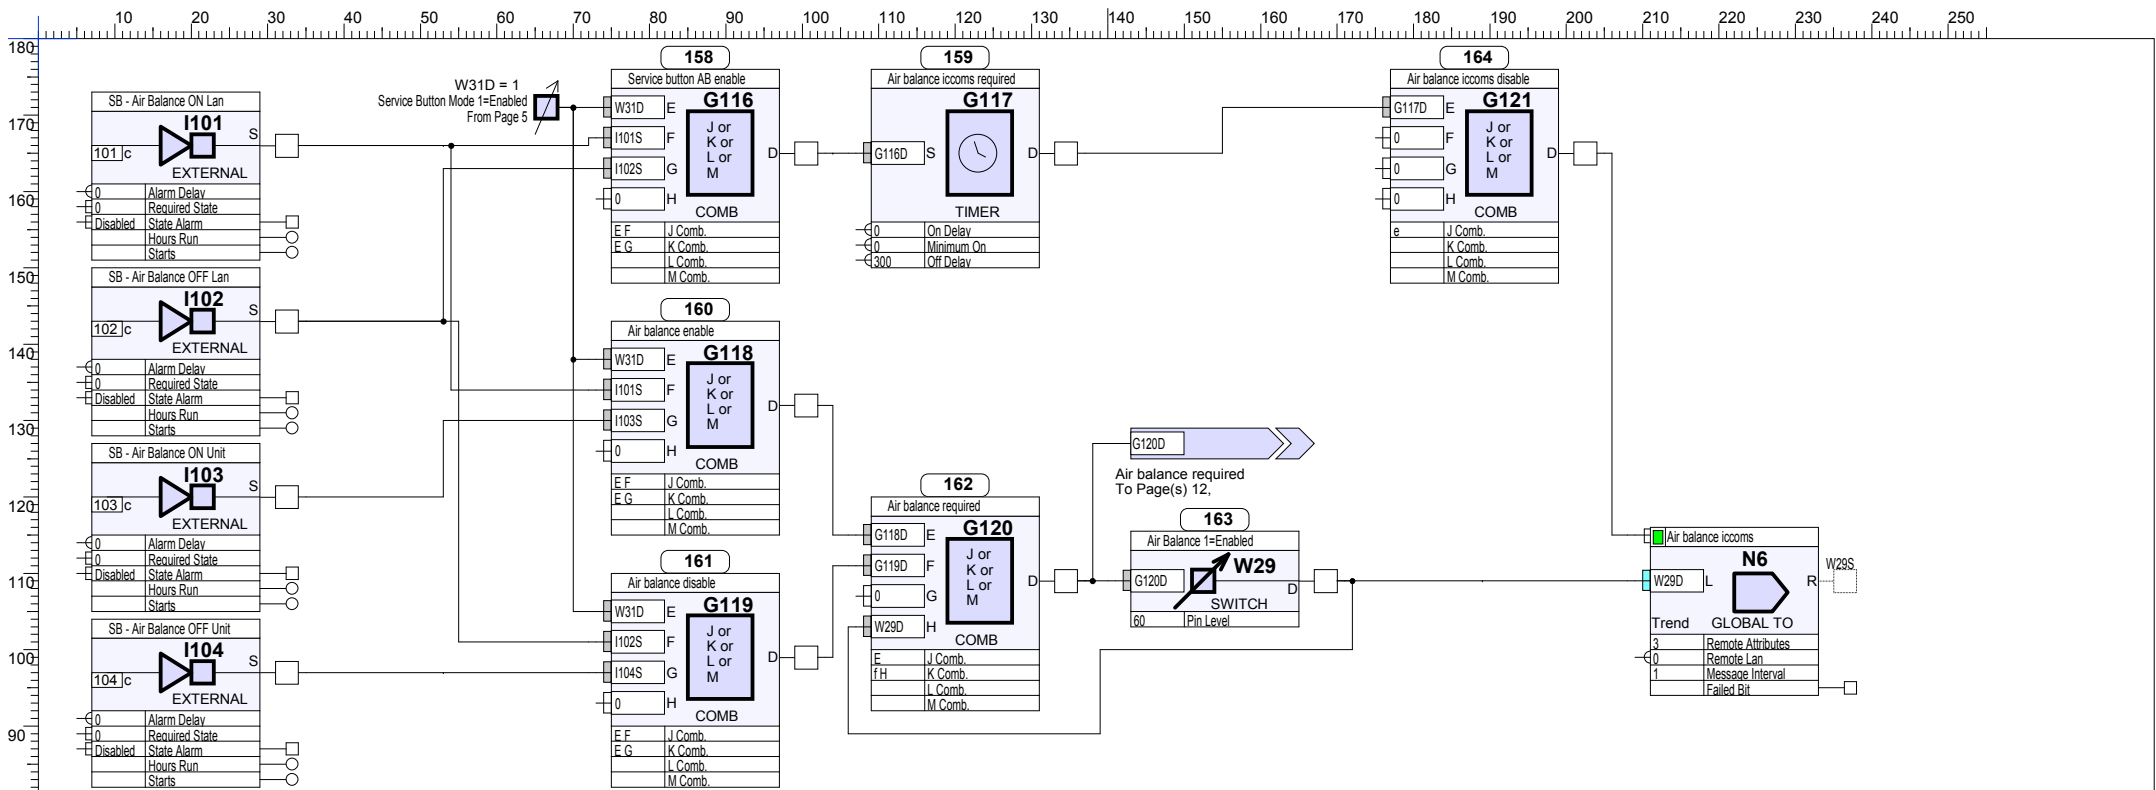 10 20 30 40 50 60 70 80 90 100 110 120 130 140 150 160 170 180 190 200 210 220 230 240 250
180
170
160
150
140
130
120
110
100
90
SB - Air Balance ON Lan
I101
S
101 c
EXTERNAL
0 Alarm Delay
0 Required State
Disabled State Alarm
Hours Run
Starts
SB - Air Balance OFF Lan
I102
S
102 c
EXTERNAL
0 Alarm Delay
0 Required State
Disabled State Alarm
Hours Run
Starts
SB - Air Balance ON Unit
I103
S
103 c
EXTERNAL
0 Alarm Delay
0 Required State
Disabled State Alarm
Hours Run
Starts
SB - Air Balance OFF Unit
I104
S
104 c
EXTERNAL
0 Alarm Delay
0 Required State
Disabled State Alarm
Hours Run
Starts
W31D = 1
Service Button Mode 1=Enabled
From Page 5
158
Service button AB enable
G116
W31D E
I101S F
I102S G
0 H
J or
K or
L or
M
D
COMB
E F J Comb.
E G K Comb.
L Comb.
M Comb.
160
Air balance enable
G118
W31D E
I101S F
I103S G
0 H
J or
K or
L or
M
D
COMB
E F J Comb.
E G K Comb.
L Comb.
M Comb.
161
Air balance disable
G119
W31D E
I102S F
I104S G
0 H
J or
K or
L or
M
D
COMB
E F J Comb.
E G K Comb.
L Comb.
M Comb.
159
Air balance iccoms required
G117
G116D S
D
TIMER
0 On Delay
0 Minimum On
300 Off Delay
162
Air balance required
G120
G118D E
G119D F
0 G
W29D H
J or
K or
L or
M
D
COMB
E J Comb.
f H K Comb.
L Comb.
M Comb.
G120D
Air balance required
To Page(s) 12,
163
Air Balance 1=Enabled
W29
G120D
D
SWITCH
60 Pin Level
164
Air balance iccoms disable
G121
G117D E
0 F
0 G
0 H
J or
K or
L or
M
D
COMB
e J Comb.
K Comb.
L Comb.
M Comb.
Air balance iccoms
N6
W29D L
R
W29S
Trend GLOBAL TO
3 Remote Attributes
0 Remote Lan
1 Message Interval
Failed Bit